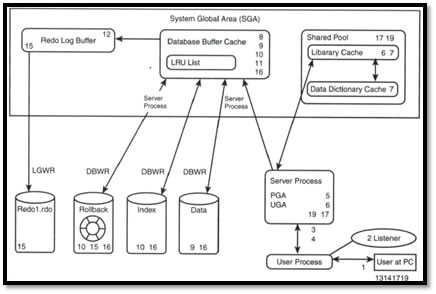 System Global Area (SGA)
Redo Log Buffer
12
15
Database Buffer Cache
LRU List
8
9
10
11
16
Shared Pool 17 19
Libarary Cache 6 7
Data Dictionary Cache 7
Server
Process
Server
Process
LGWR
DBWR
DBWR
DBWR
Redo1.rdo
15
Rollback
10 15 16
Index
10 16
Data
9 16
Server Process
PGA 5
UGA 6
19 17
3
4
2 Listener
User Process
1
User at PC
13141719